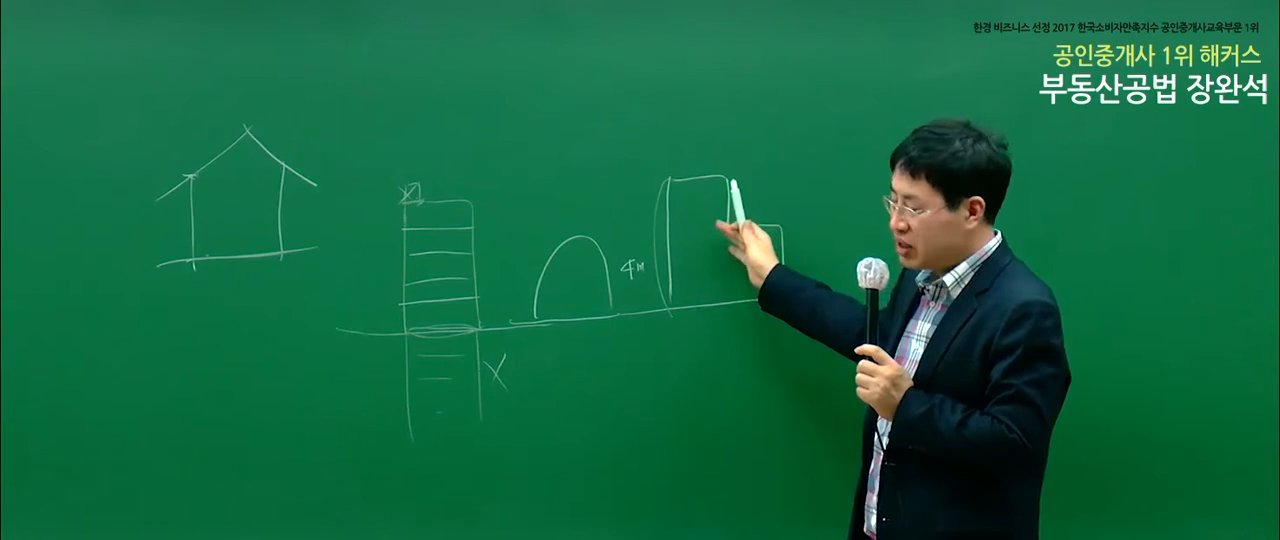 한경 비즈니스 선정 2017 한국소비자만족지수 공인중개사교육부문 1위
공인중개사 1위 해커스
부동산공법 장완석
4m
X